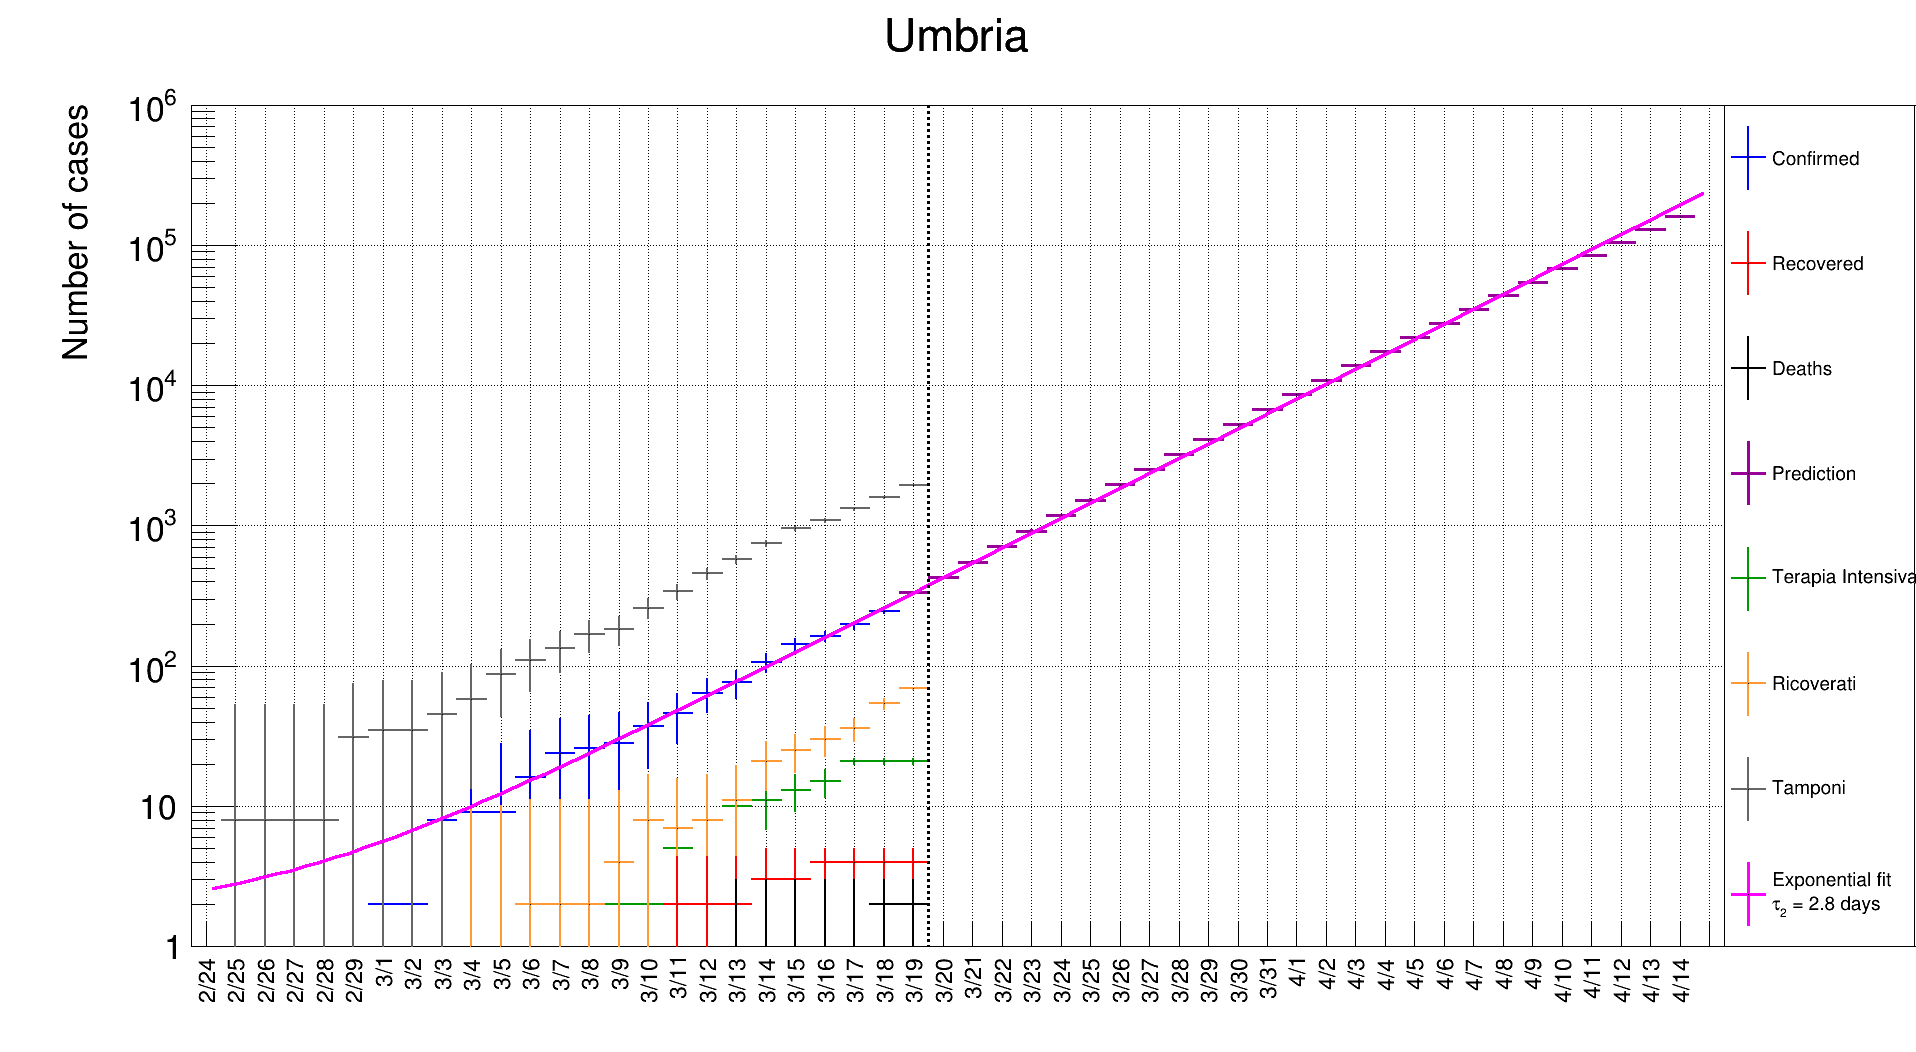 Umbria
Number of cases
10^6
10^5
10^4
10^3
10^2
10
1
2/24 2/25 2/26 2/27 2/28 2/29 3/1 3/2 3/3 3/4 3/5 3/6 3/7 3/8 3/9 3/10 3/11 3/12 3/13 3/14 3/15 3/16 3/17 3/18 3/19 3/20 3/21 3/22 3/23 3/24 3/25 3/26 3/27 3/28 3/29 3/30 3/31 4/1 4/2 4/3 4/4 4/5 4/6 4/7 4/8 4/9 4/10 4/11 4/12 4/13 4/14
Confirmed
Recovered
Deaths
Prediction
Terapia Intensiva
Ricoverati
Tamponi
Exponential fit
τ_2 = 2.8 days